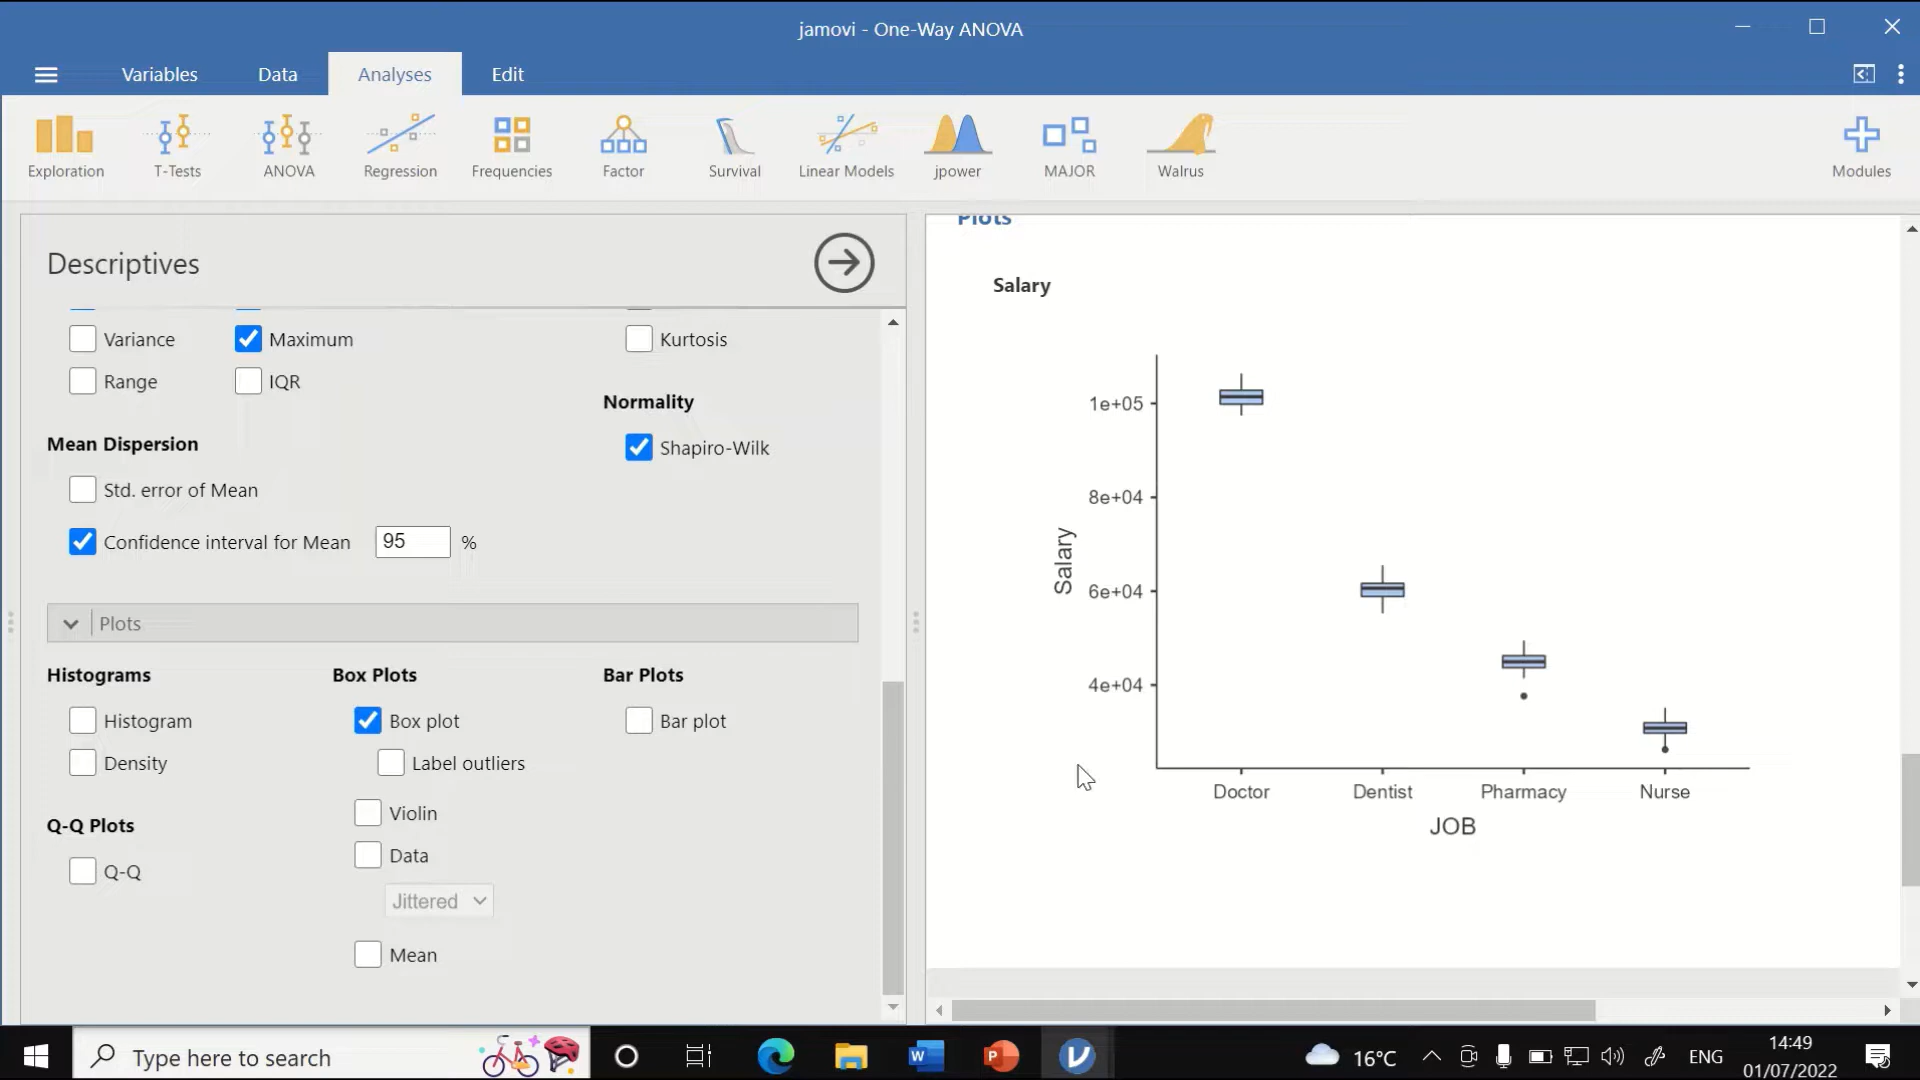 jamovi - One-Way ANOVA
Variables Data Analyses Edit
Exploration T-Tests ANOVA Regression Frequencies Factor Survival Linear Models jpower MAJOR Walrus Modules
Descriptives
Variance Maximum Kurtosis
Range IQR
Normality
Shapiro-Wilk
Mean Dispersion
Std. error of Mean
Confidence interval for Mean 95 %
Plots
Histograms Box Plots Bar Plots
Histogram Box plot Bar plot
Density Label outliers
Violin
Q-Q Plots
Data
Q-Q
Jittered
Mean
Plots
Salary
1e+05
8e+04
Salary
6e+04
4e+04
Doctor Dentist Pharmacy Nurse
JOB
Type here to search
16°C
ENG
14:49
01/07/2022